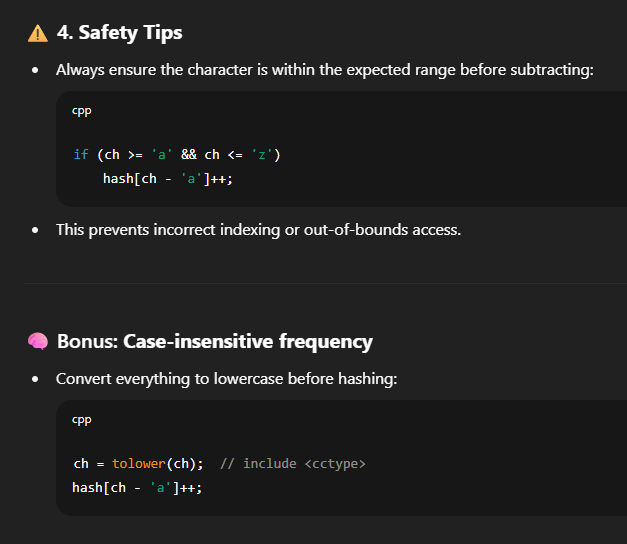 ⚠️ 4. Safety Tips
• Always ensure the character is within the expected range before subtracting:
cpp
if (ch >= 'a' && ch <= 'z')
    hash[ch - 'a']++;
• This prevents incorrect indexing or out-of-bounds access.
🧠 Bonus: Case-insensitive frequency
• Convert everything to lowercase before hashing:
cpp
ch = tolower(ch);  // include <cctype>
hash[ch - 'a']++;